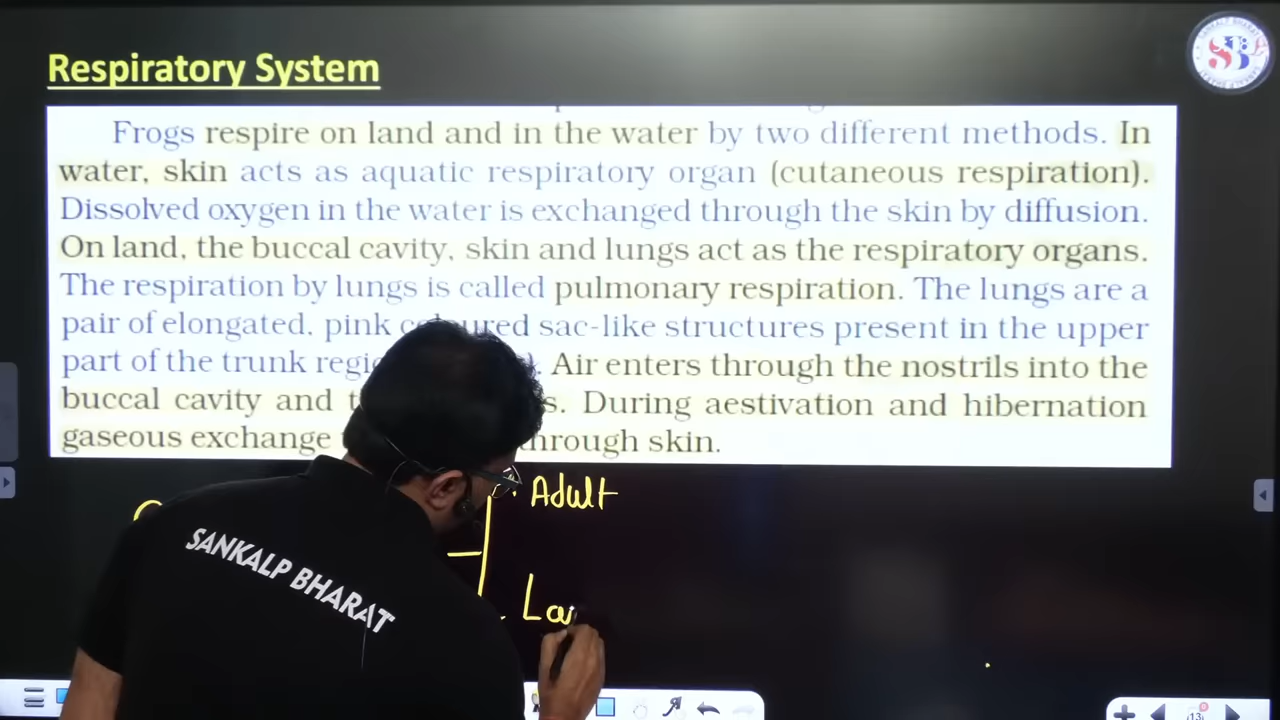 Respiratory System
Frogs respire on land and in the water by two different methods. In
water, skin acts as aquatic respiratory organ (cutaneous respiration).
Dissolved oxygen in the water is exchanged through the skin by diffusion.
On land, the buccal cavity, skin and lungs act as the respiratory organs.
The respiration by lungs is called pulmonary respiration. The lungs are a
pair of elongated, pink sac-like structures present in the upper
part of the trunk Air enters through the nostrils into the
buccal cavity and During aestivation and hibernation
gaseous exchange through skin.
Adult
SANKALP BHARAT